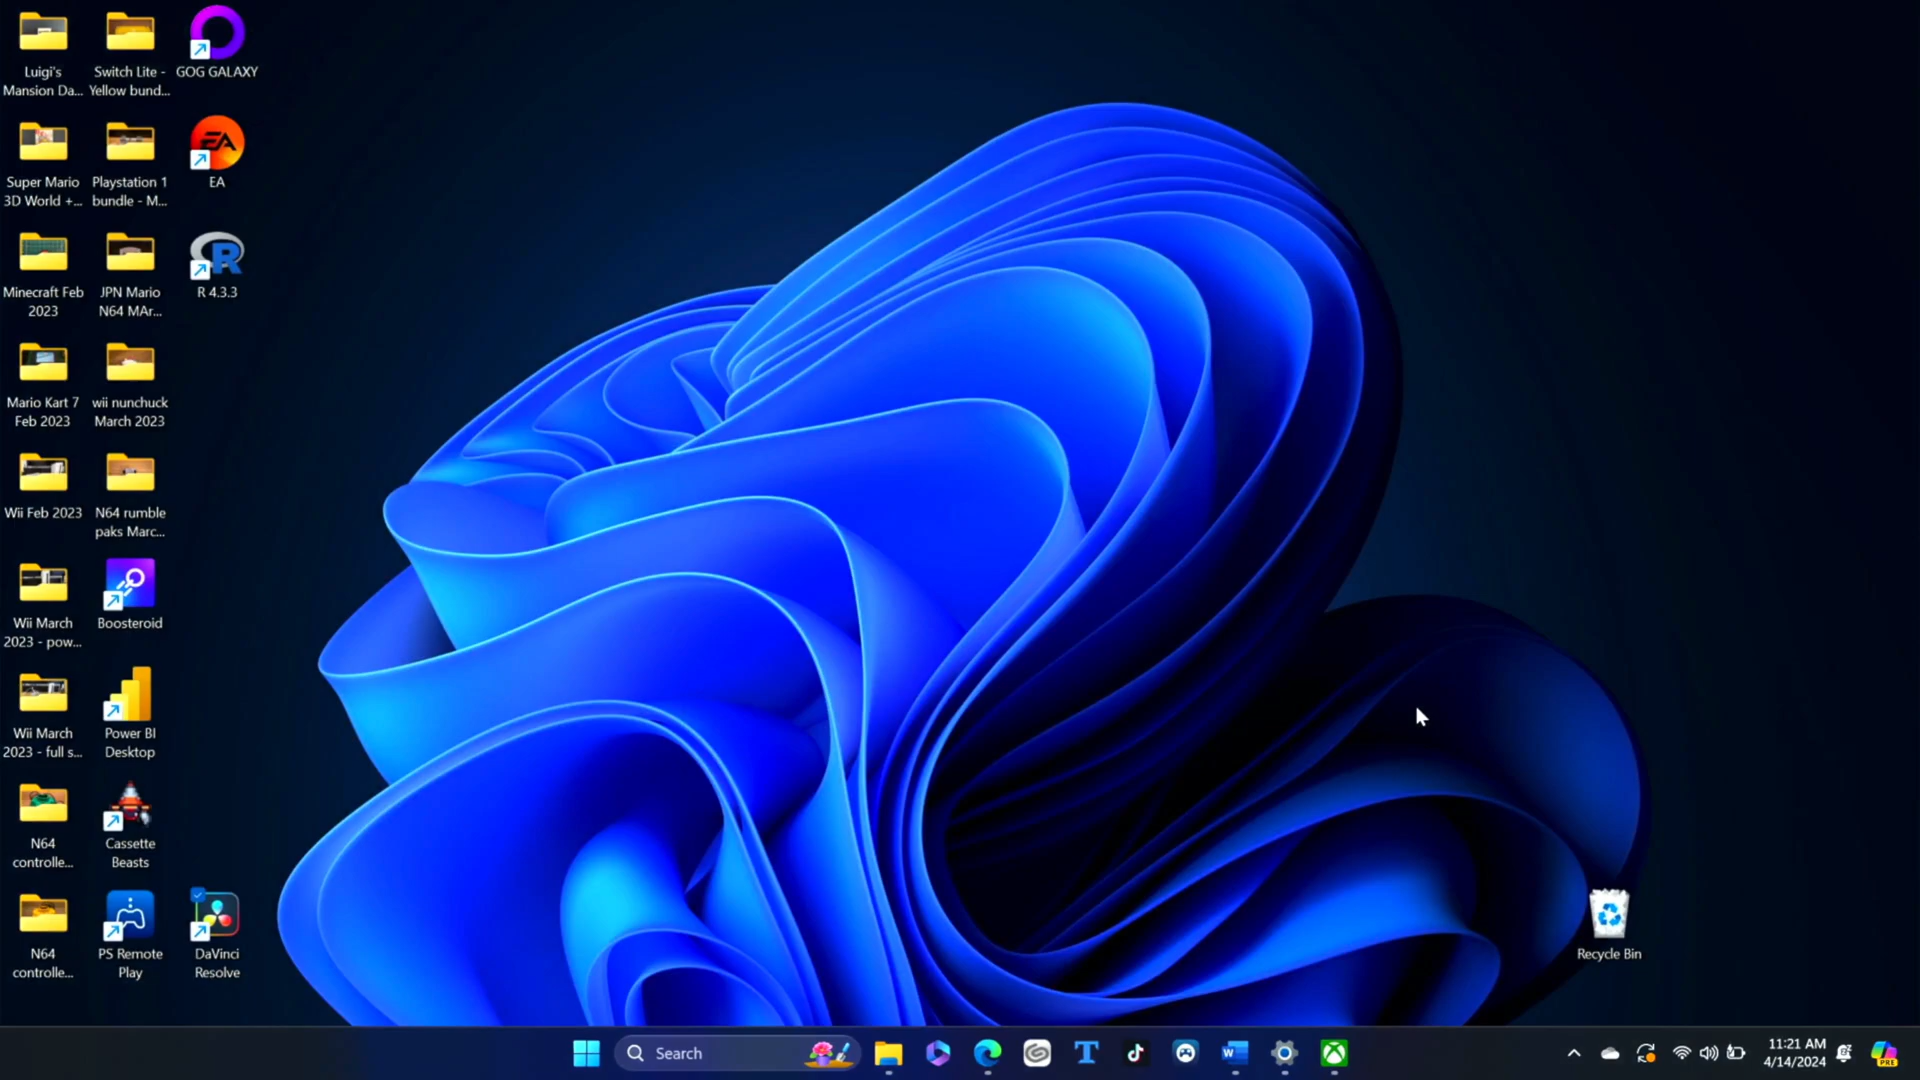 Luigi's
Mansion Da...
Switch Lite -
Yellow bund...
GOG GALAXY
Super Mario
3D World +...
Playstation 1
bundle - M...
EA
EA
Minecraft Feb
2023
JPN Mario
N64 MAr...
R
R 4.3.3
Mario Kart 7
Feb 2023
wii nunchuck
March 2023
Wii Feb 2023
N64 rumble
paks Marc...
Wii March
2023 - pow...
Boosteroid
Wii March
2023 - full s...
Power BI
Desktop
N64
controlle...
Cassette
Beasts
N64
controlle...
PS Remote
Play
DaVinci
Resolve
Recycle Bin
Search
T
W
11:21 AM
4/14/2024
PRE